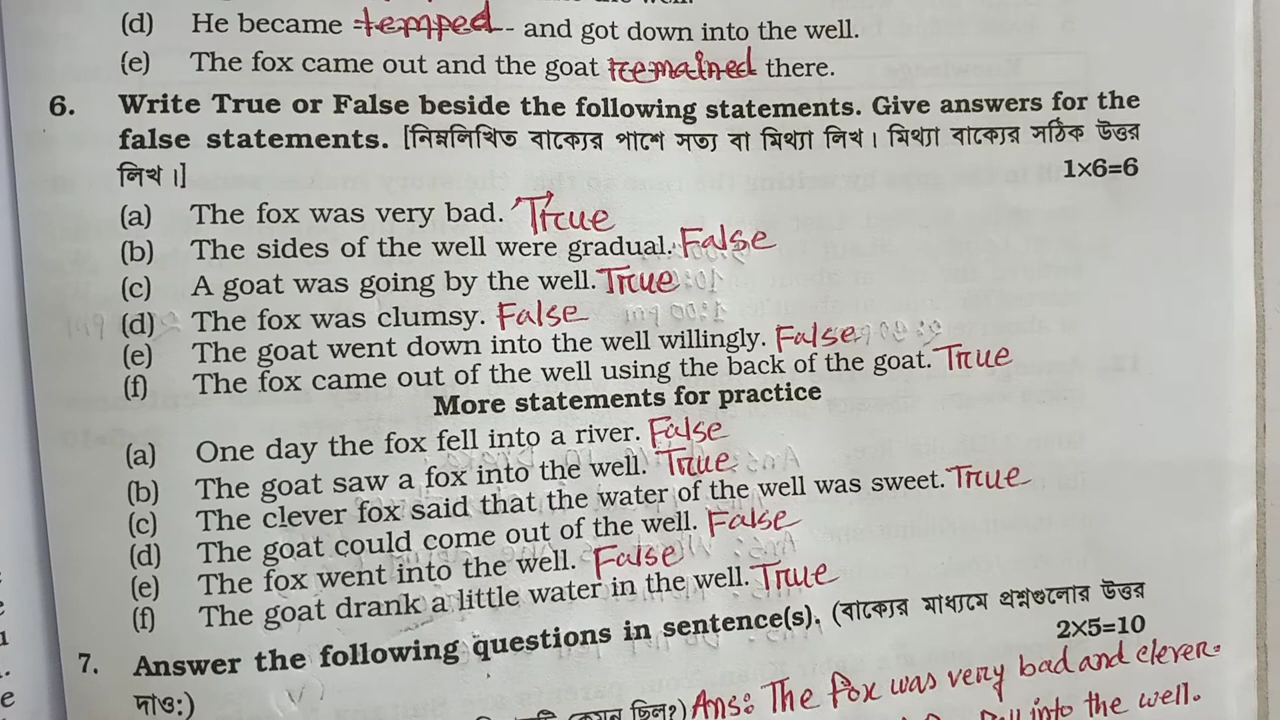 (d) He became temped and got down into the well.
(e) The fox came out and the goat remained there.
6. Write True or False beside the following statements. Give answers for the
false statements. [নিম্নলিখিত বাক্যের পাশে সত্য বা মিথ্যা লিখ। মিথ্যা বাক্যের সঠিক উত্তর
লিখ।] 1×6=6
(a) The fox was very bad. True
(b) The sides of the well were gradual. False
(c) A goat was going by the well. True
(d) The fox was clumsy. False
(e) The goat went down into the well willingly. False
(f) The fox came out of the well using the back of the goat. True
More statements for practice
(a) One day the fox fell into a river. False
(b) The goat saw a fox into the well. True
(c) The clever fox said that the water of the well was sweet. True
(d) The goat could come out of the well. False
(e) The fox went into the well. False
(f) The goat drank a little water in the well. True
7. Answer the following questions in sentence(s). (বাক্যের মাধ্যমে প্রশ্নগুলোর উত্তর
দাও:) 2×5=10
ছিল?) Ans: The fox was very bad and clever.
into the well.